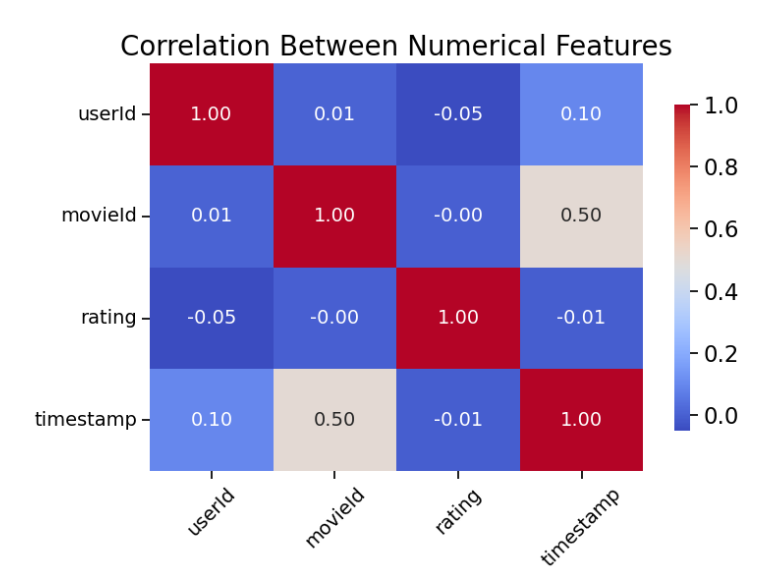 Correlation Between Numerical Features
userId 1.00 0.01 -0.05 0.10
movieId 0.01 1.00 -0.00 0.50
rating -0.05 -0.00 1.00 -0.01
timestamp 0.10 0.50 -0.01 1.00
userId movieId rating timestamp
1.0
0.8
0.6
0.4
0.2
0.0